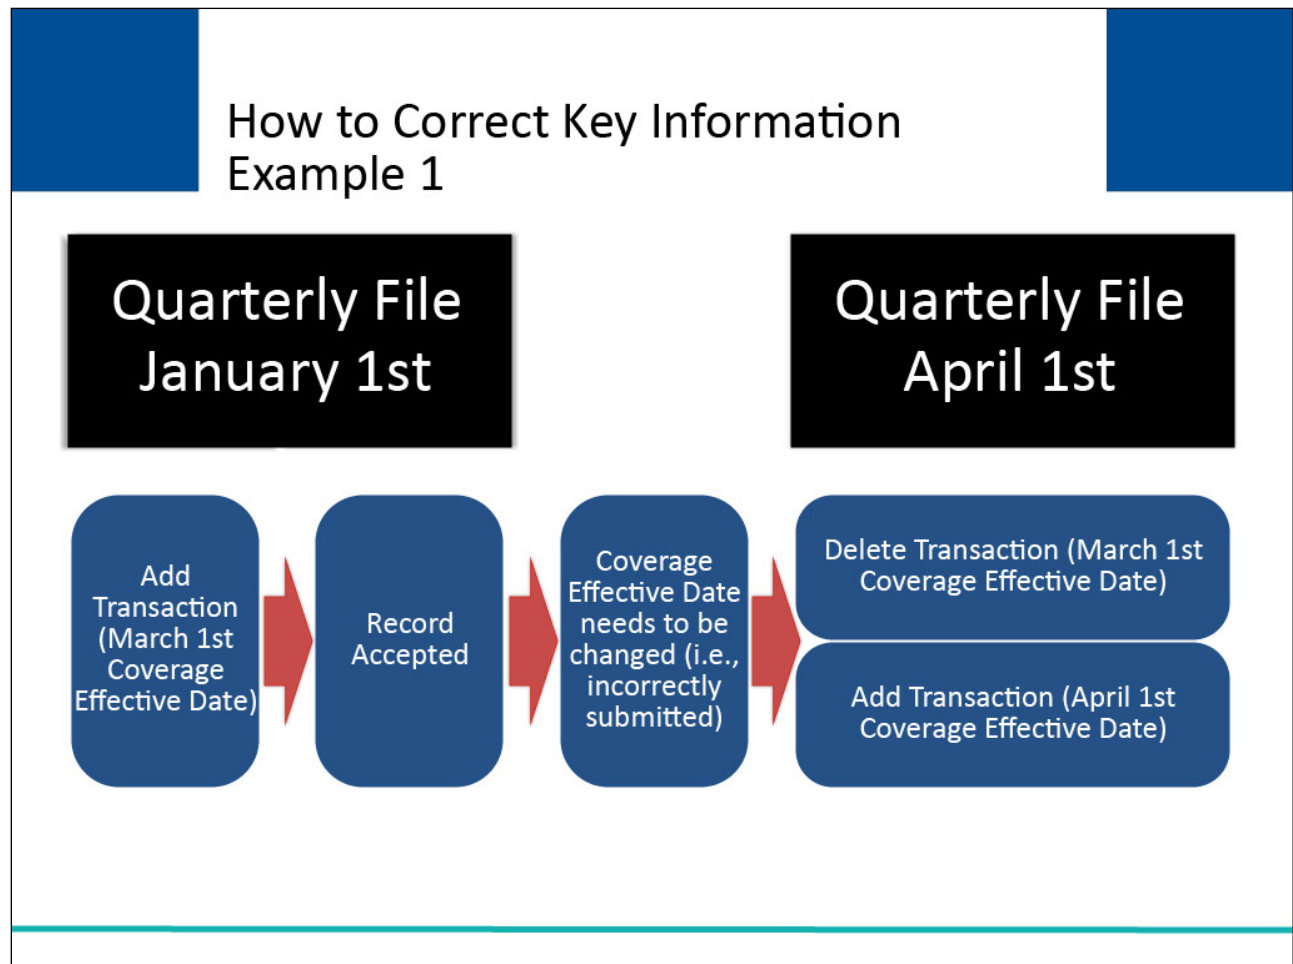 How to Correct Key Information
Example 1
Quarterly File
January 1st
Quarterly File
April 1st
Add
Transaction
(March 1st
Coverage
Effective Date)
Record
Accepted
Coverage
Effective Date
needs to be
changed (i.e.,
incorrectly
submitted)
Delete Transaction (March 1st
Coverage Effective Date)
Add Transaction (April 1st
Coverage Effective Date)